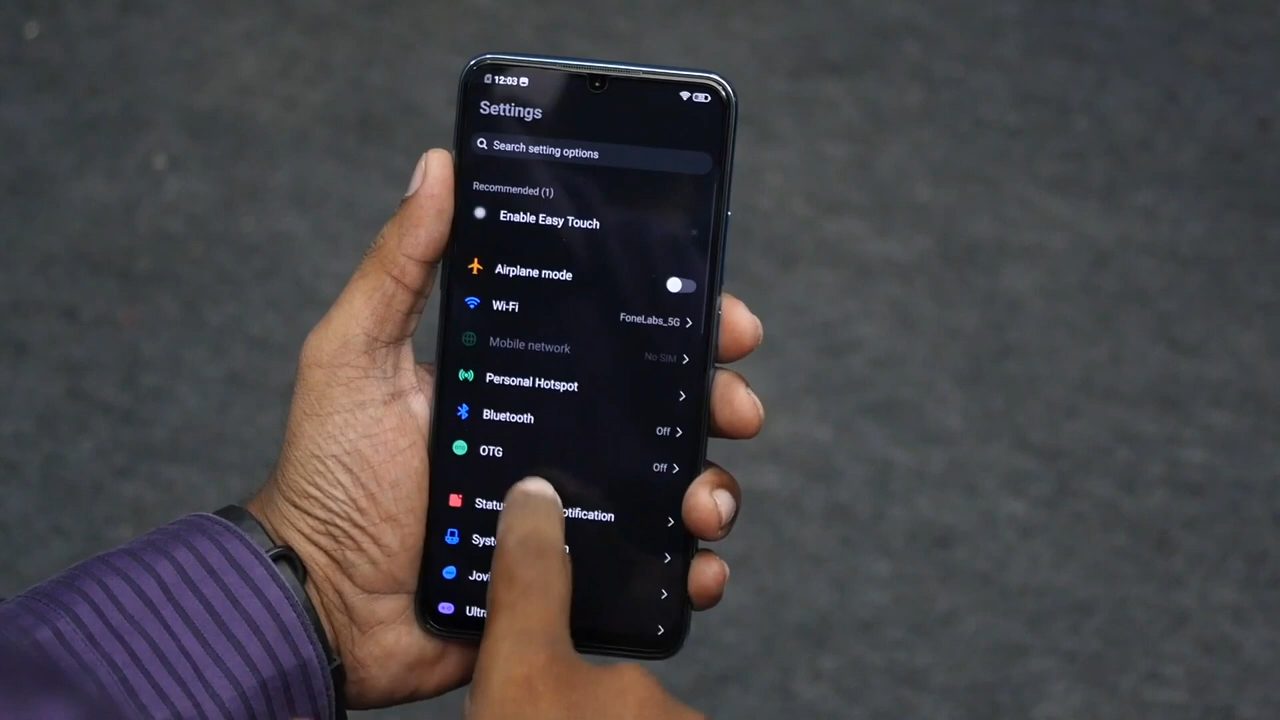 12:03
Settings
Search setting options
Recommended (1)
Enable Easy Touch
Airplane mode
Wi-Fi
FoneLabs_5G
Mobile network
No SIM
Personal Hotspot
Bluetooth
Off
OTG
Off